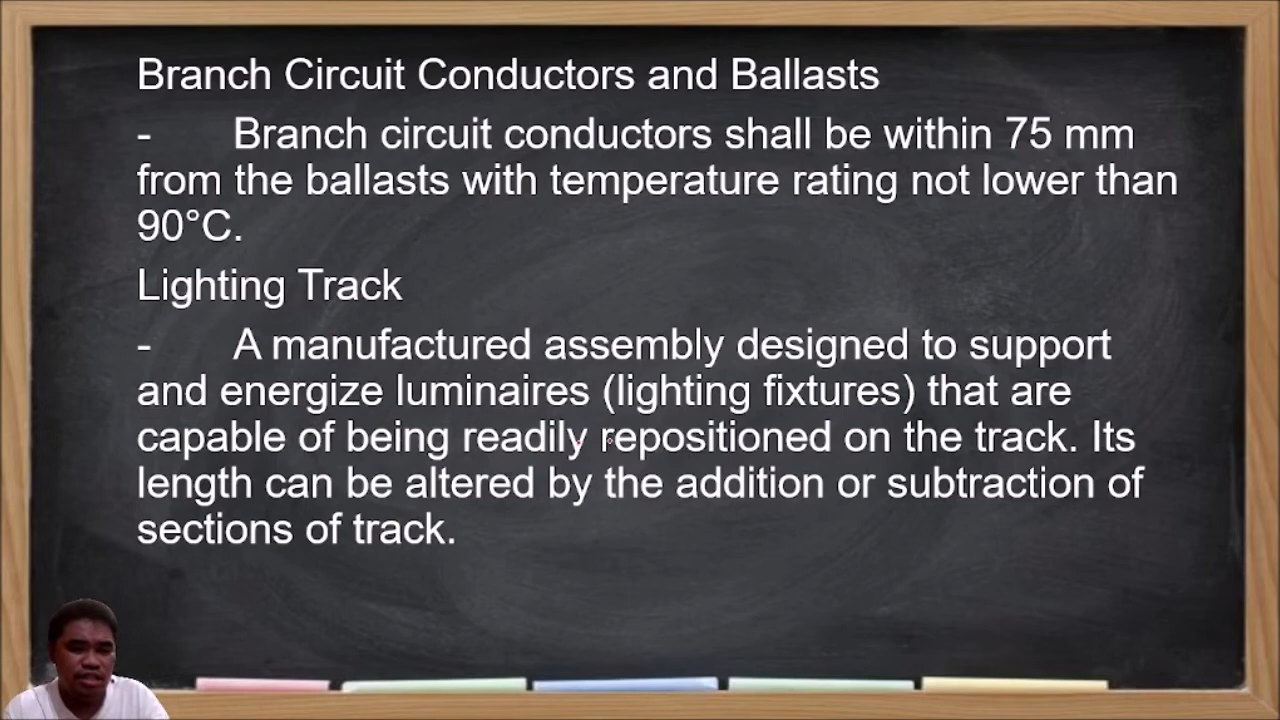 Branch Circuit Conductors and Ballasts
- Branch circuit conductors shall be within 75 mm
from the ballasts with temperature rating not lower than
90°C.
Lighting Track
- A manufactured assembly designed to support
and energize luminaires (lighting fixtures) that are
capable of being readily repositioned on the track. Its
length can be altered by the addition or subtraction of
sections of track.